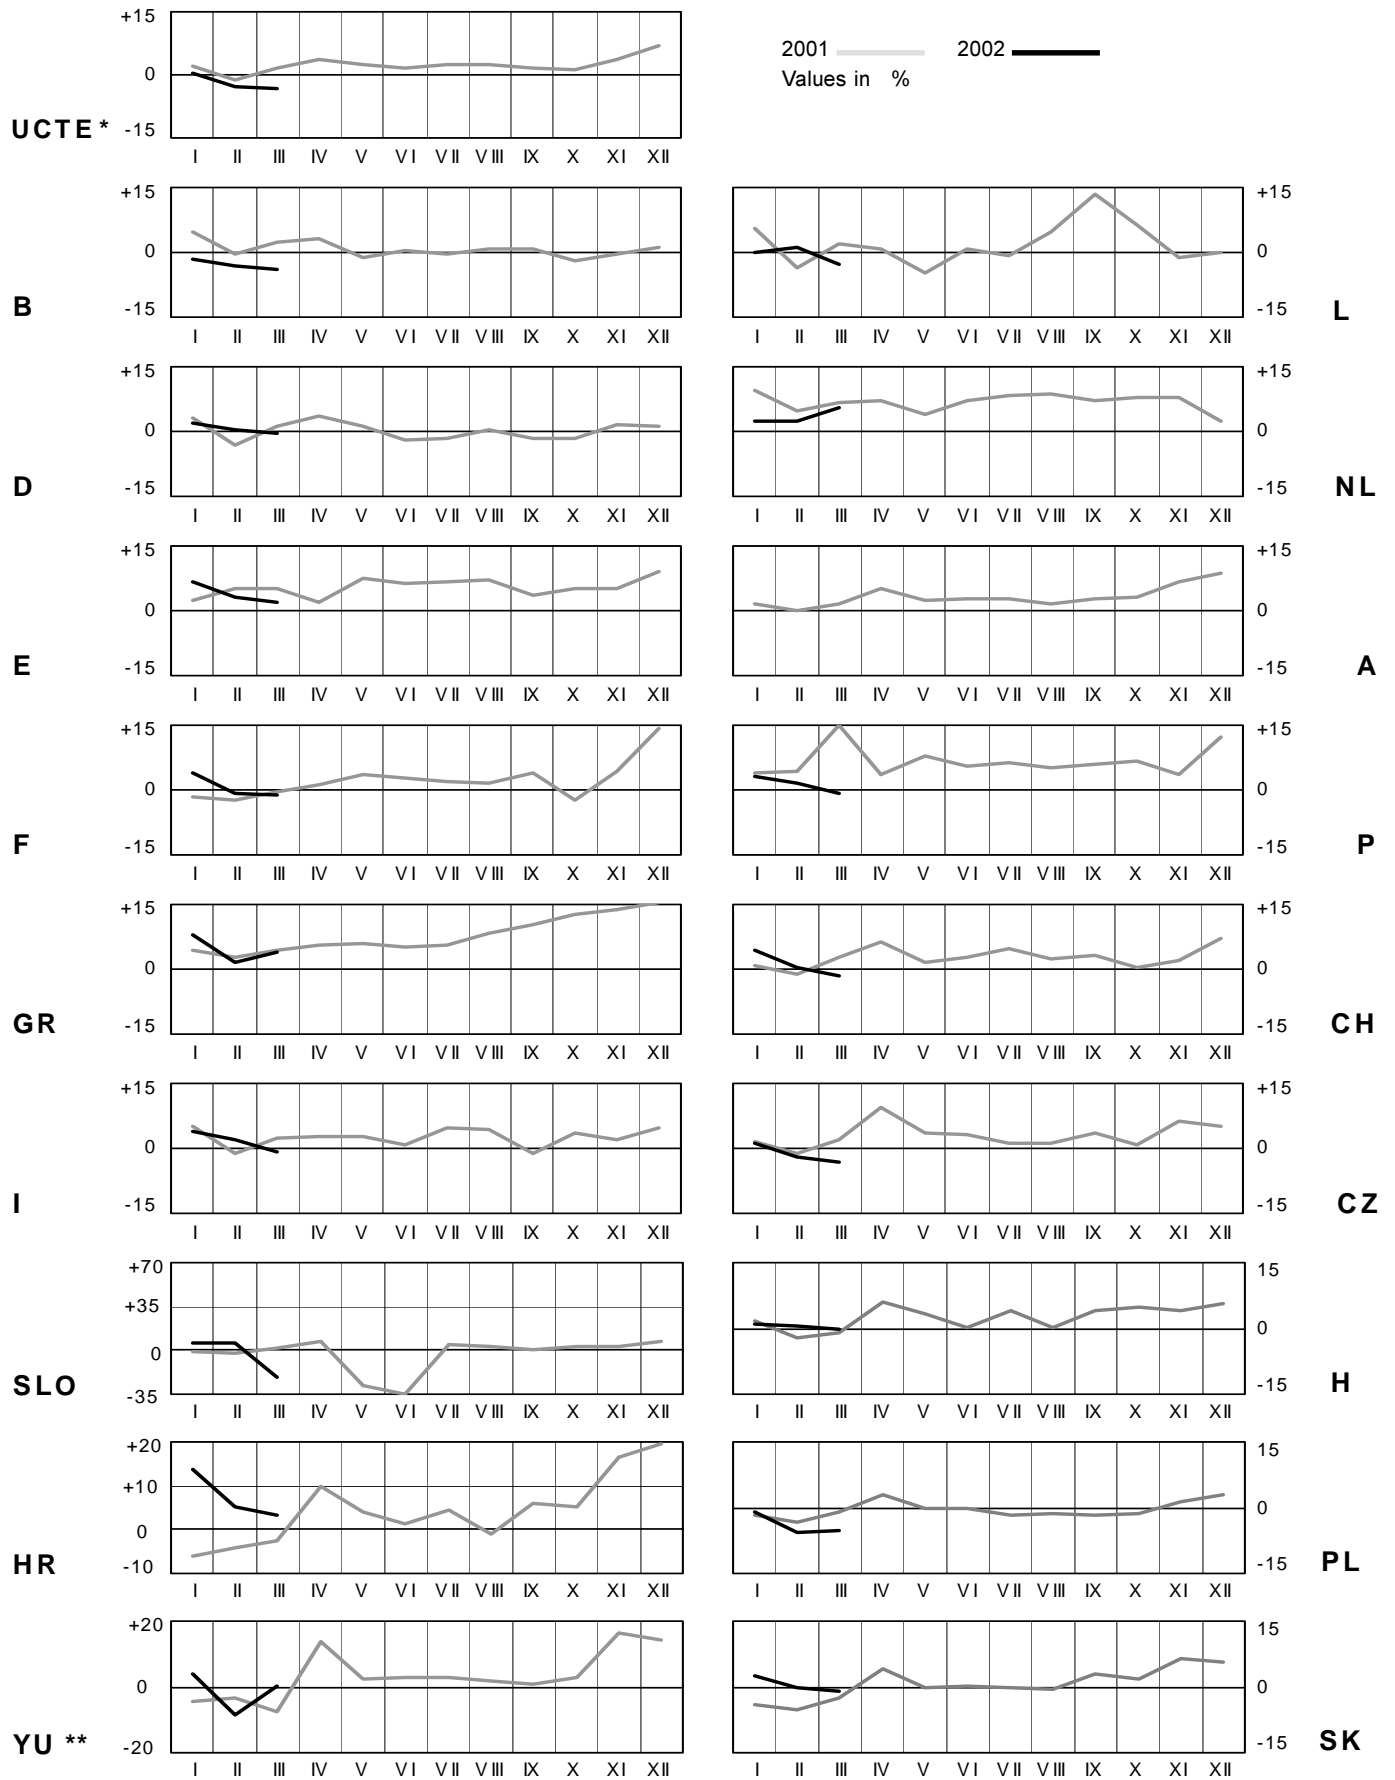 +15
0
UCTE * -15
I II III IV V VI VII VIII IX X XI XII
2001 2002
Values in %
+15
0
B -15
I II III IV V VI VII VIII IX X XI XII
+15
0
-15 L
I II III IV V VI VII VIII IX X XI XII
+15
0
D -15
I II III IV V VI VII VIII IX X XI XII
+15
0
-15 NL
I II III IV V VI VII VIII IX X XI XII
+15
0
E -15
I II III IV V VI VII VIII IX X XI XII
+15
0
-15 A
I II III IV V VI VII VIII IX X XI XII
+15
0
F -15
I II III IV V VI VII VIII IX X XI XII
+15
0
-15 P
I II III IV V VI VII VIII IX X XI XII
+15
0
GR -15
I II III IV V VI VII VIII IX X XI XII
+15
0
-15 CH
I II III IV V VI VII VIII IX X XI XII
+15
0
I -15
I II III IV V VI VII VIII IX X XI XII
+15
0
-15 CZ
I II III IV V VI VII VIII IX X XI XII
+70
+35
0
SLO -35
I II III IV V VI VII VIII IX X XI XII
15
0
-15 H
I II III IV V VI VII VIII IX X XI XII
+20
+10
0
HR -10
I II III IV V VI VII VIII IX X XI XII
15
0
-15 PL
I II III IV V VI VII VIII IX X XI XII
+20
0
YU ** -20
I II III IV V VI VII VIII IX X XI XII
15
0
-15 SK
I II III IV V VI VII VIII IX X XI XII